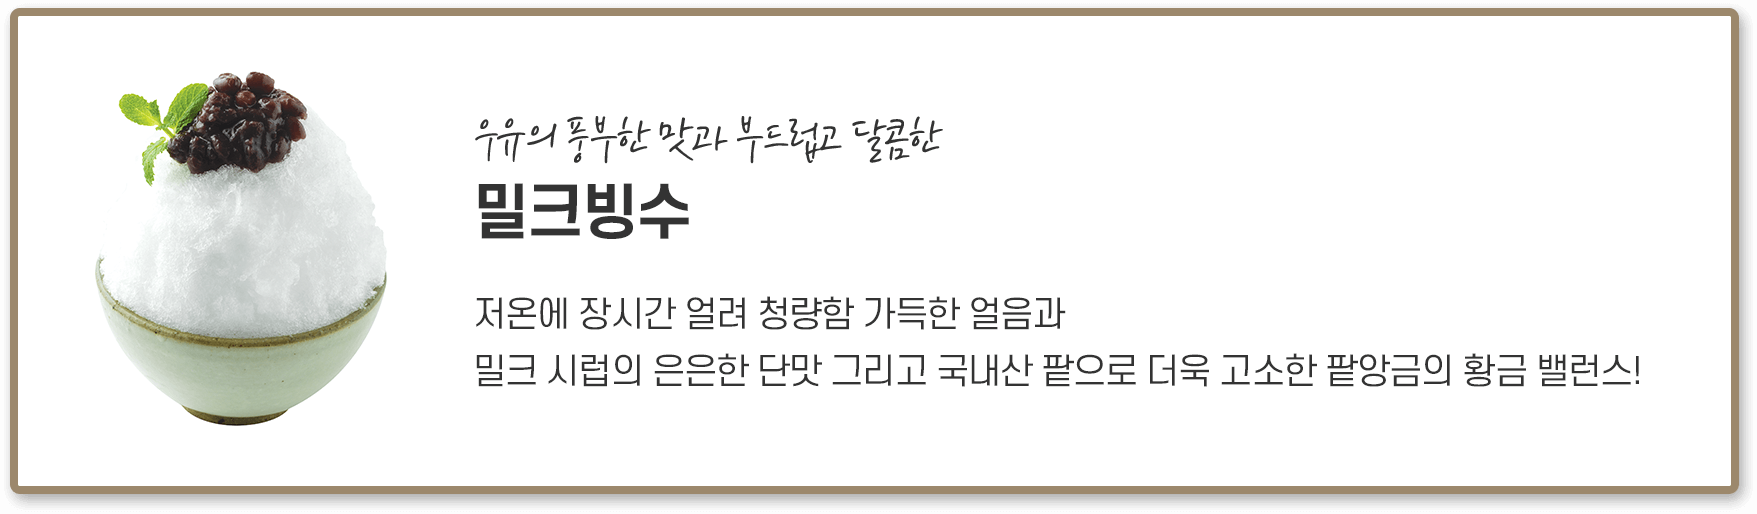 우유의 풍부한 맛과 부드럽고 달콤한
밀크빙수
저온에 장시간 얼려 청량함 가득한 얼음과
밀크 시럽의 은은한 단맛 그리고 국내산 팥으로 더욱 고소한 팥앙금의 황금 밸런스!